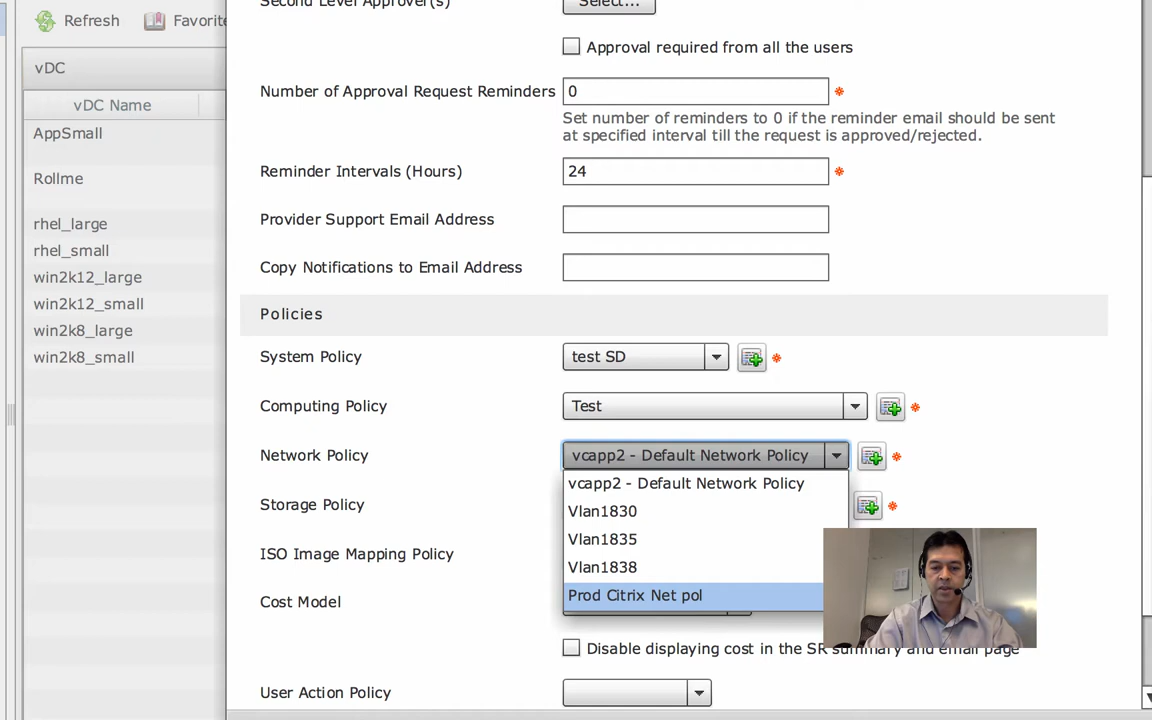 Refresh
Favorite
vDC
vDC Name
AppSmall
Rollme
rhel_large
rhel_small
win2k12_large
win2k12_small
win2k8_large
win2k8_small
Second Level Approver(s)
Select...
Approval required from all the users
Number of Approval Request Reminders
0
Set number of reminders to 0 if the reminder email should be sent
at specified interval till the request is approved/rejected.
Reminder Intervals (Hours)
24
Provider Support Email Address
Copy Notifications to Email Address
Policies
System Policy
test SD
Computing Policy
Test
Network Policy
vcapp2 - Default Network Policy
vcapp2 - Default Network Policy
Vlan1830
Vlan1835
Vlan1838
Prod Citrix Net pol
Storage Policy
ISO Image Mapping Policy
Cost Model
Disable displaying cost in the SR summary and email page
User Action Policy